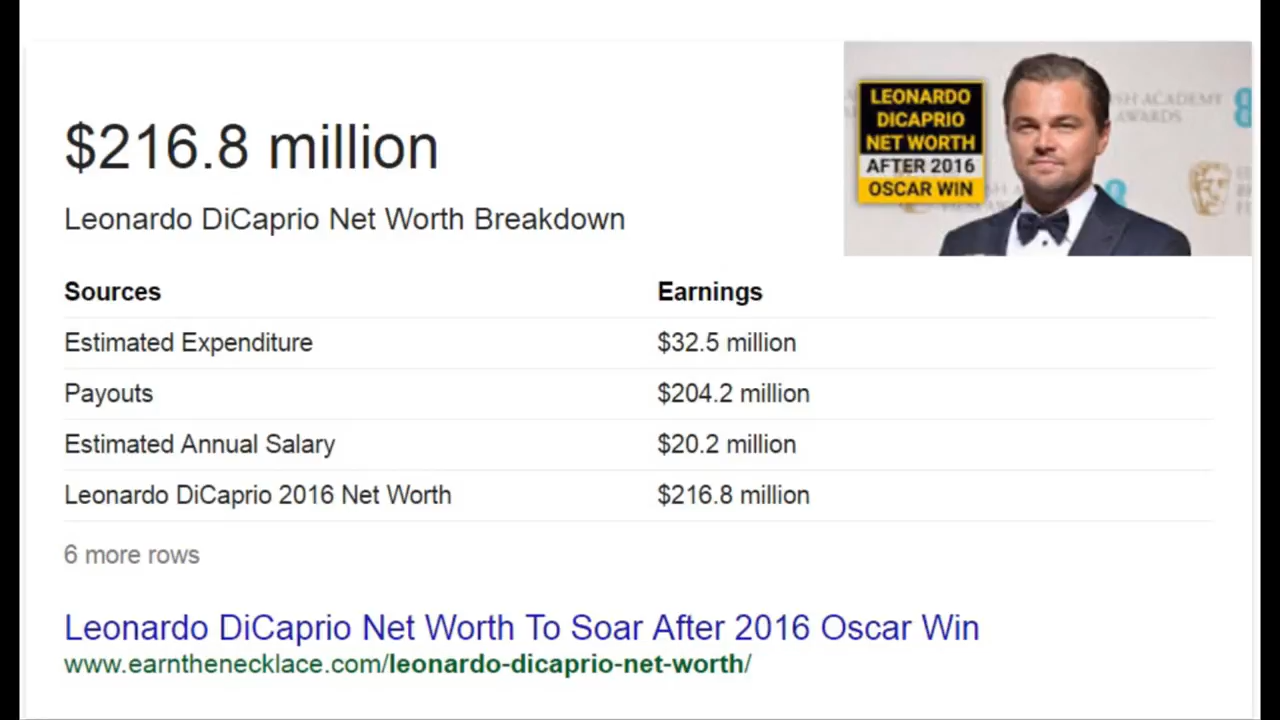 LEONARDO
DICAPRIO
NET WORTH
AFTER 2016
OSCAR WIN
ACADEMY
AWARDS
$216.8 million
Leonardo DiCaprio Net Worth Breakdown
Sources Earnings
Estimated Expenditure $32.5 million
Payouts $204.2 million
Estimated Annual Salary $20.2 million
Leonardo DiCaprio 2016 Net Worth $216.8 million
6 more rows
Leonardo DiCaprio Net Worth To Soar After 2016 Oscar Win
www.earnthenecklace.com/leonardo-dicaprio-net-worth/